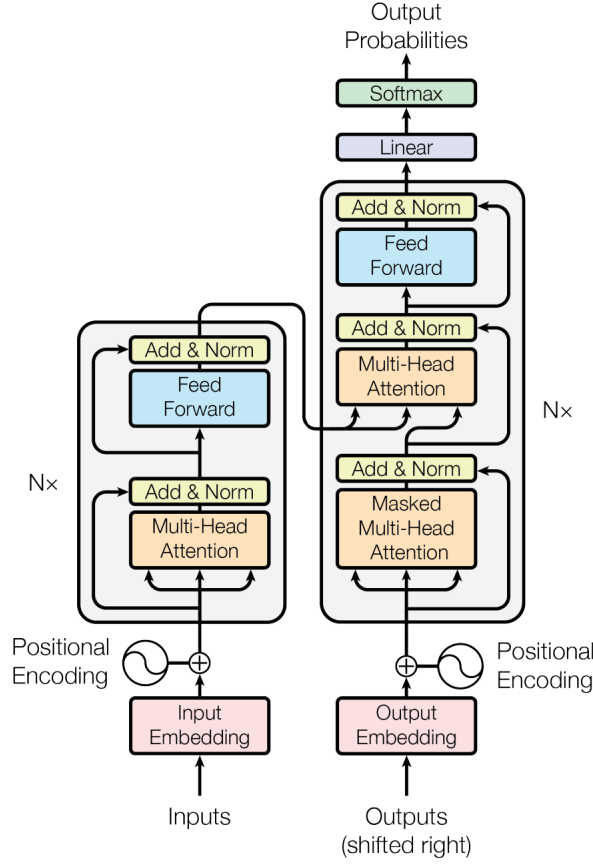 Output
Probabilities
Softmax
Linear
Add & Norm
Feed
Forward
Add & Norm
Multi-Head
Attention
Add & Norm
Masked
Multi-Head
Attention
N×
Add & Norm
Feed
Forward
Add & Norm
Multi-Head
Attention
N×
Positional
Encoding
Positional
Encoding
Input
Embedding
Output
Embedding
Inputs
Outputs
(shifted right)